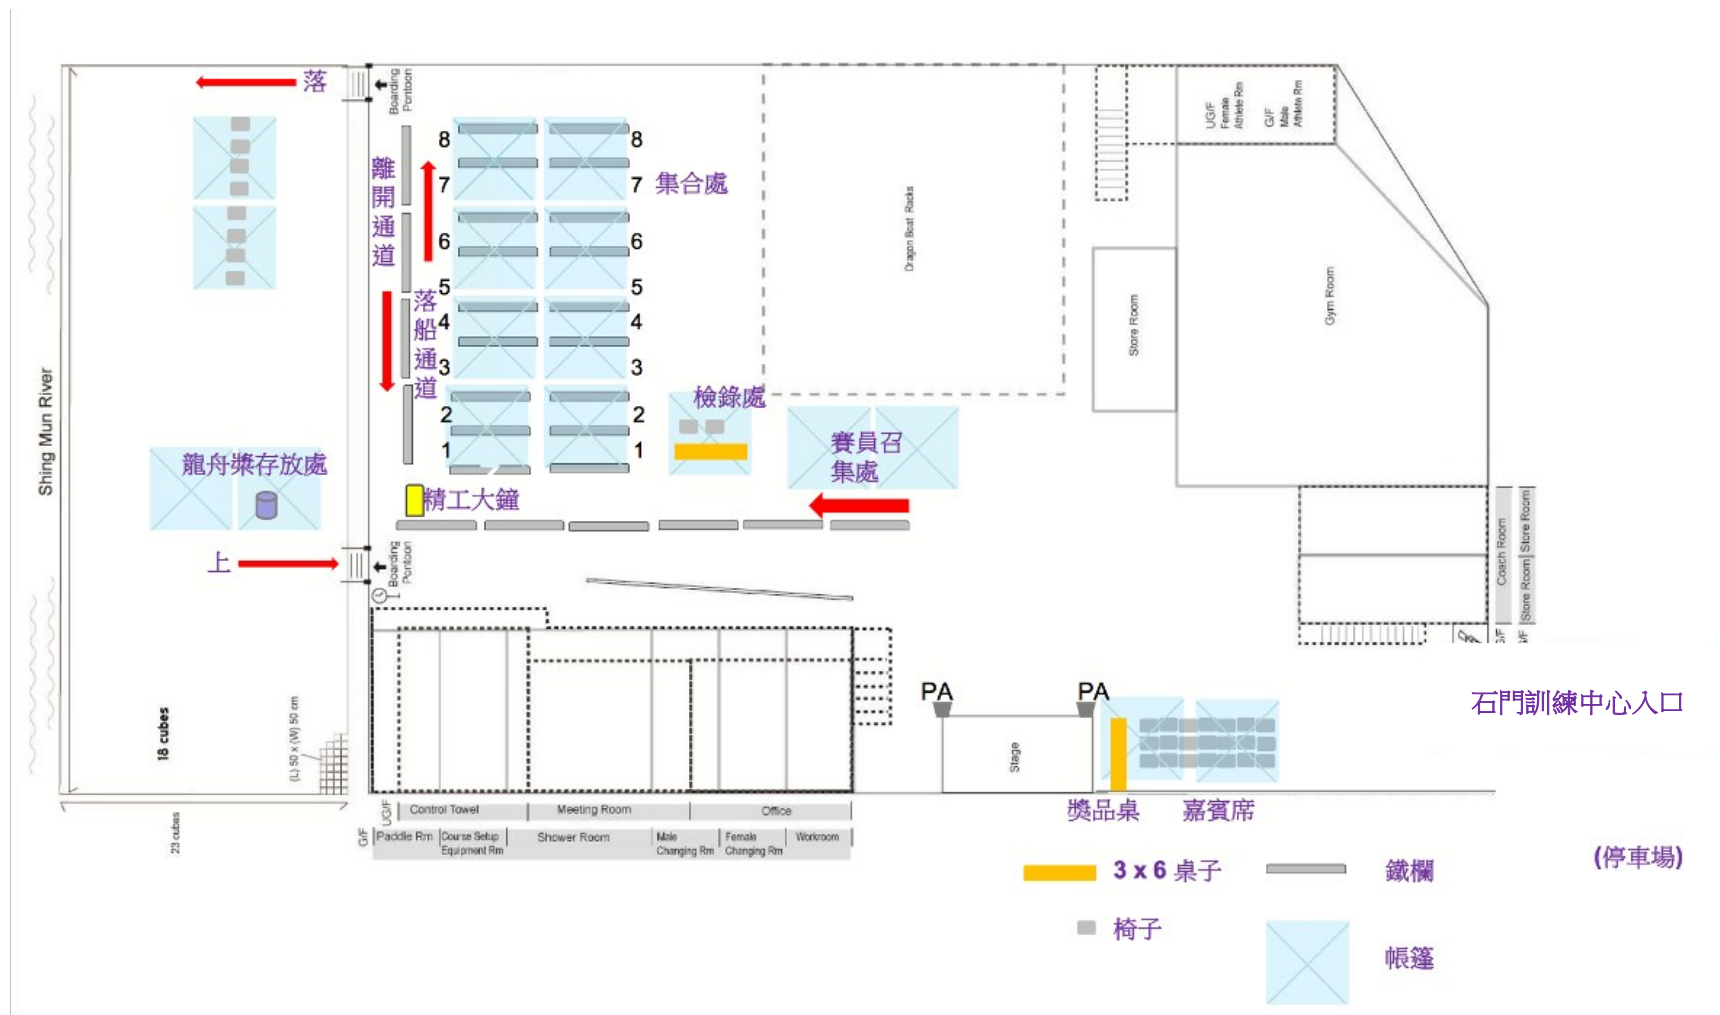 落
Boarding
Pontoon
離
開
通
道
8
7
6
5
4
3
2
1
8
7
6
5
4
3
2
1
集合處
落
船
通
道
Dragon Boat Racks
UG/F
Female
Athlete Rm
G/F
Male
Athlete Rm
Store Room
Gym Room
Shing Mun River
檢錄處
賽員召
集處
龍舟槳存放處
精工大鐘
上
Boarding
Pontoon
Coach Room
Store Room
Store Room
G/F
18 cubes
(L) 50 x (W) 50 cm
23 cubes
PA
PA
Stage
石門訓練中心入口
獎品桌
嘉賓席
UG/F
Control Towel
Meeting Room
Office
G/F
Paddle Rm
Course Setup
Equipment Rm
Shower Room
Male
Changing Rm
Female
Changing Rm
Workroom
3 x 6 桌子
鐵欄
(停車場)
椅子
帳篷